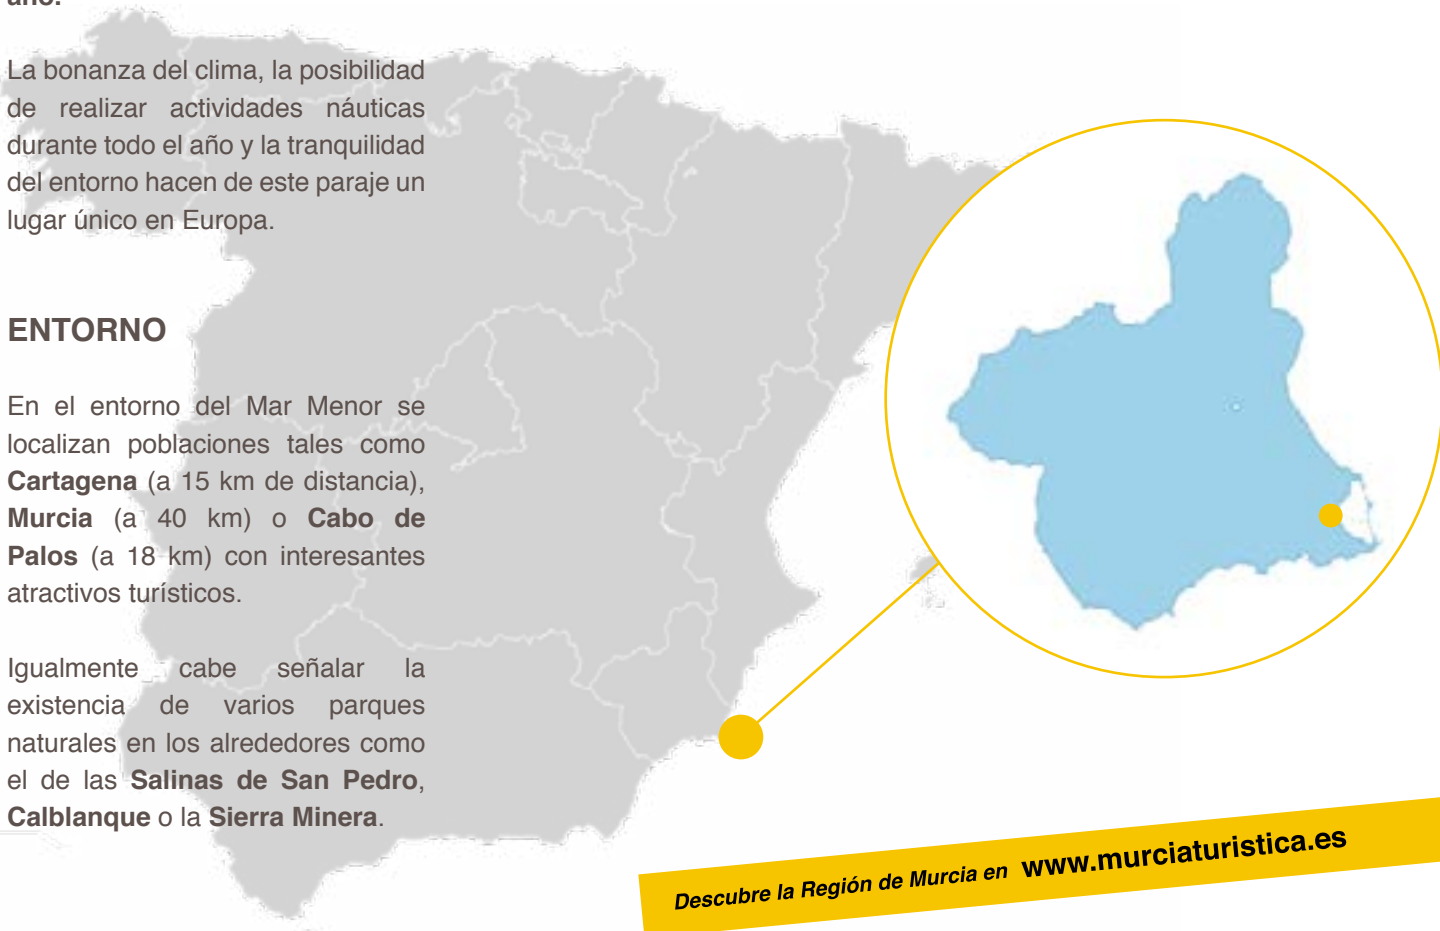 año.
La bonanza del clima, la posibilidad
de realizar actividades náuticas
durante todo el año y la tranquilidad
del entorno hacen de este paraje un
lugar único en Europa.
ENTORNO
En el entorno del Mar Menor se
localizan poblaciones tales como
Cartagena (a 15 km de distancia),
Murcia (a 40 km) o Cabo de
Palos (a 18 km) con interesantes
atractivos turísticos.
Igualmente cabe señalar la
existencia de varios parques
naturales en los alrededores como
el de las Salinas de San Pedro,
Calblanque o la Sierra Minera.
Descubre la Región de Murcia en www.murciaturistica.es